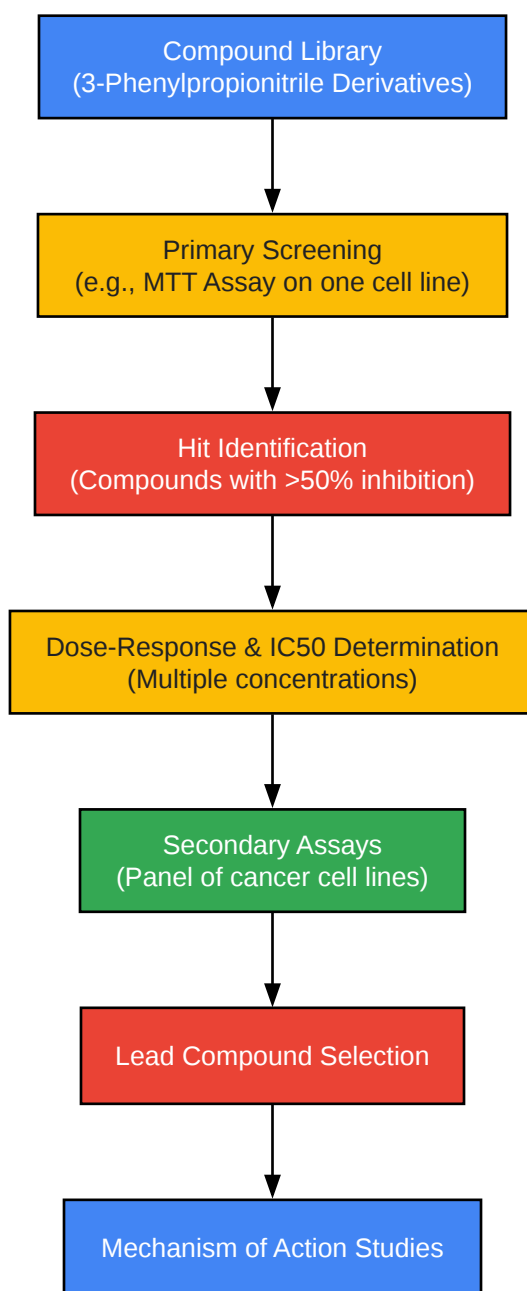 Compound Library
(3-Phenylpropionitrile Derivatives)
Primary Screening
(e.g., MTT Assay on one cell line)
Hit Identification
(Compounds with >50% inhibition)
Dose-Response & IC50 Determination
(Multiple concentrations)
Secondary Assays
(Panel of cancer cell lines)
Lead Compound Selection
Mechanism of Action Studies